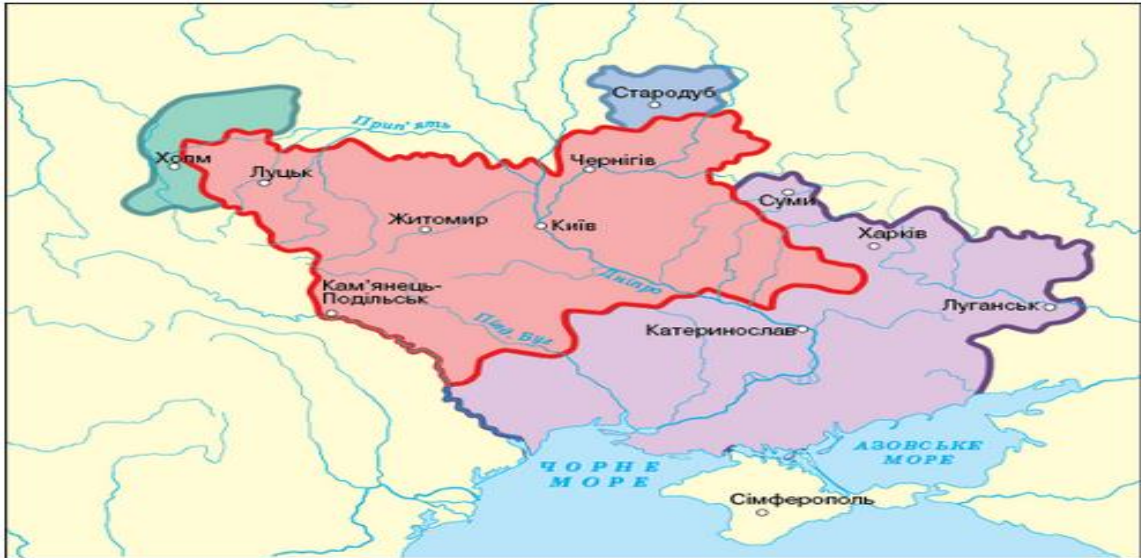 Стародуб
Прип'ять
Холм
Чернігів
Луцьк
Суми
Житомир
Київ
Харків
Дніпро
Кам'янець-
Подільськ
Луганськ
Півд. Буг
Катеринослав
АЗОВСЬКЕ
МОРЕ
ЧОРНЕ
МОРЕ
Сімферополь